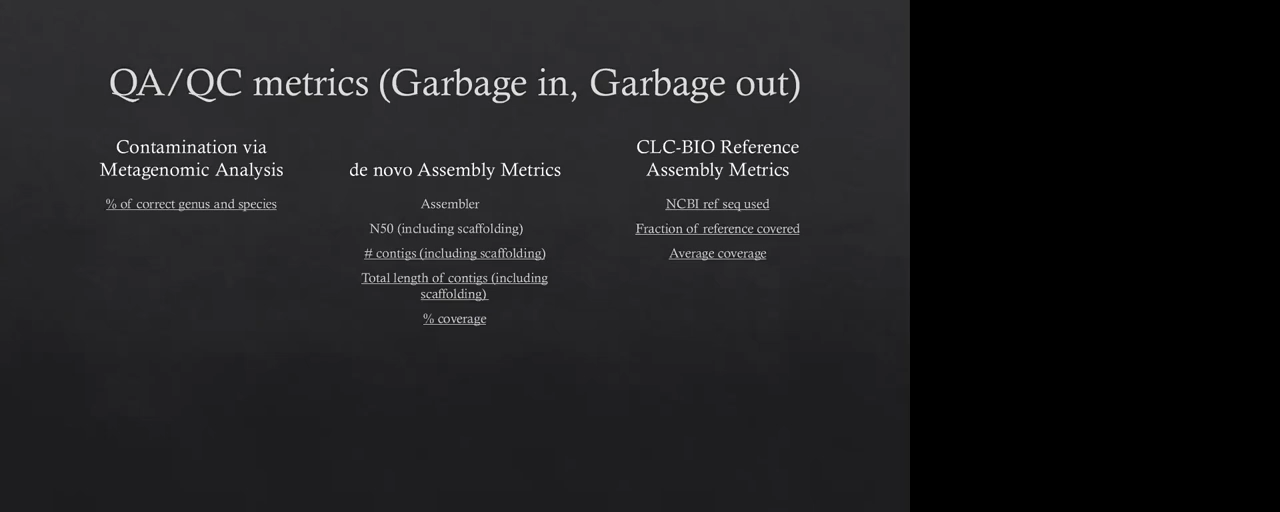 QA/QC metrics (Garbage in, Garbage out)
Contamination via
Metagenomic Analysis
% of correct genus and species
de novo Assembly Metrics
Assembler
N50 (including scaffolding)
# contigs (including scaffolding)
Total length of contigs (including
scaffolding)
% coverage
CLC-BIO Reference
Assembly Metrics
NCBI ref seq used
Fraction of reference covered
Average coverage